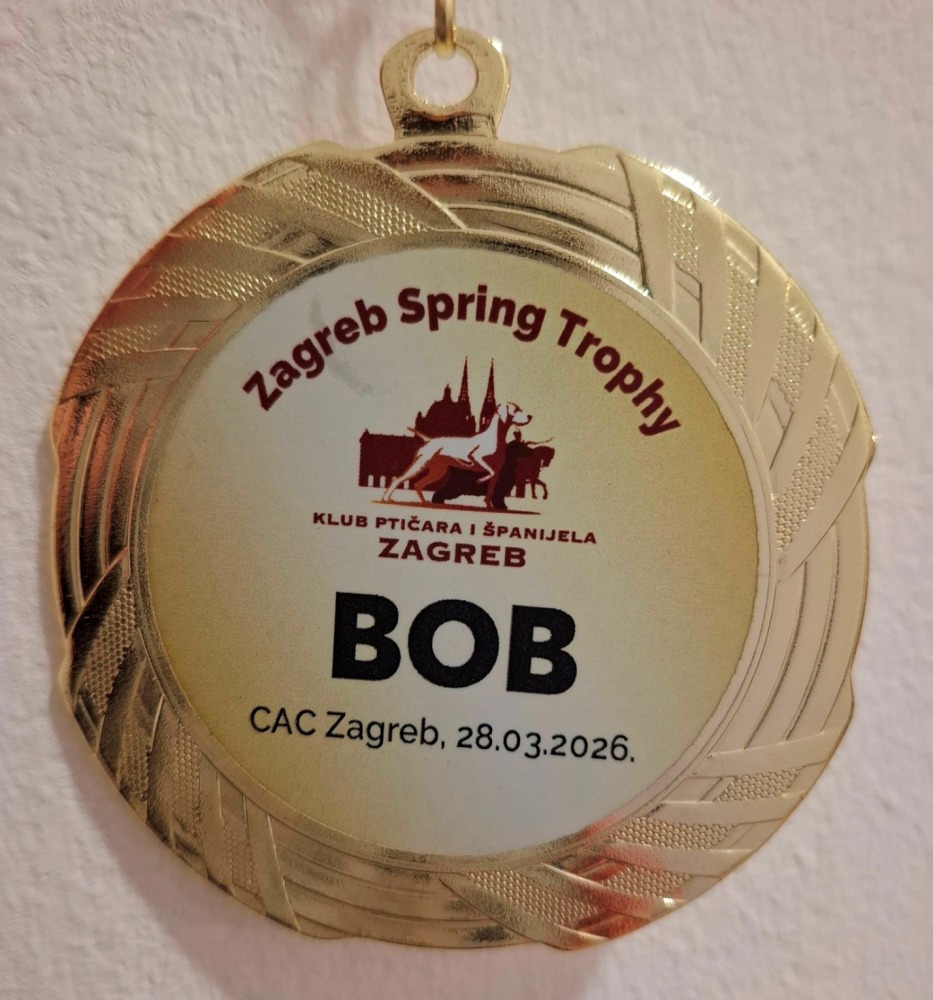 Zagreb Spring Trophy
KLUB PTIČARA I ŠPANIJELA
ZAGREB
BOB
CAC Zagreb, 28.03.2026.